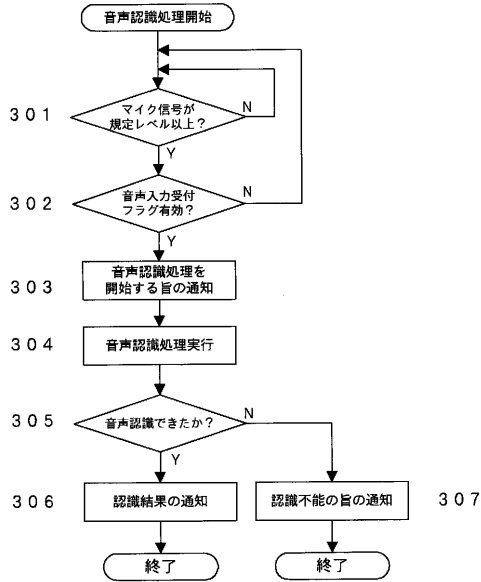 音声認識処理開始
301
マイク信号が
規定レベル以上?
N
Y
302
音声入力受付
フラグ有効?
N
Y
303
音声認識処理を
開始する旨の通知
304
音声認識処理実行
305
音声認識できたか?
N
Y
306
認識結果の通知
認識不能の旨の通知
307
終了
終了